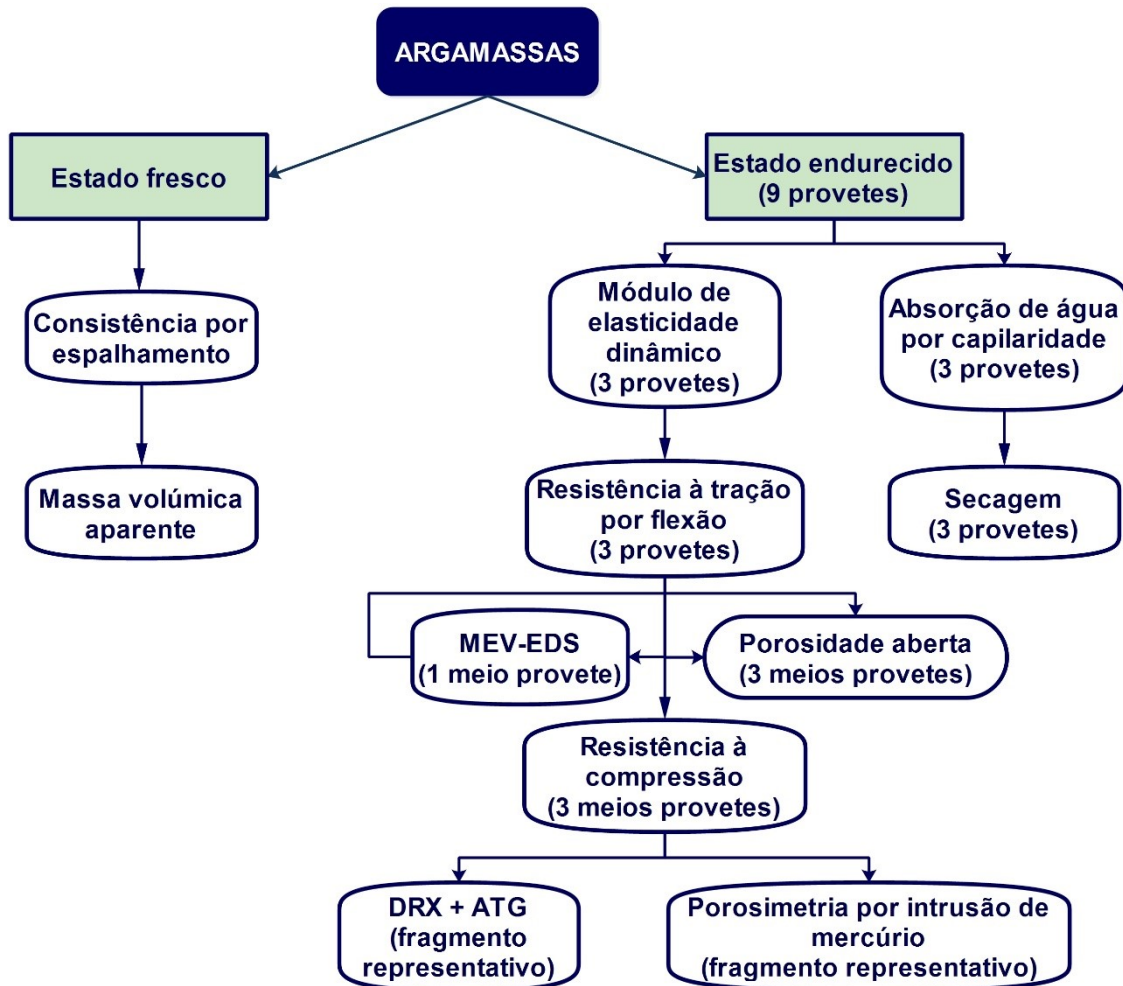 ARGAMASSAS
Estado fresco
Estado endurecido
(9 provetes)
Consistência por
espalhamento
Massa volúmica
aparente
Módulo de
elasticidade
dinâmico
(3 provetes)
Absorção de água
por capilaridade
(3 provetes)
Resistência à tração
por flexão
(3 provetes)
Secagem
(3 provetes)
MEV-EDS
(1 meio provete)
Porosidade aberta
(3 meios provetes)
Resistência à
compressão
(3 meios provetes)
DRX + ATG
(fragmento
representativo)
Porosimetria por intrusão de
mercúrio
(fragmento representativo)